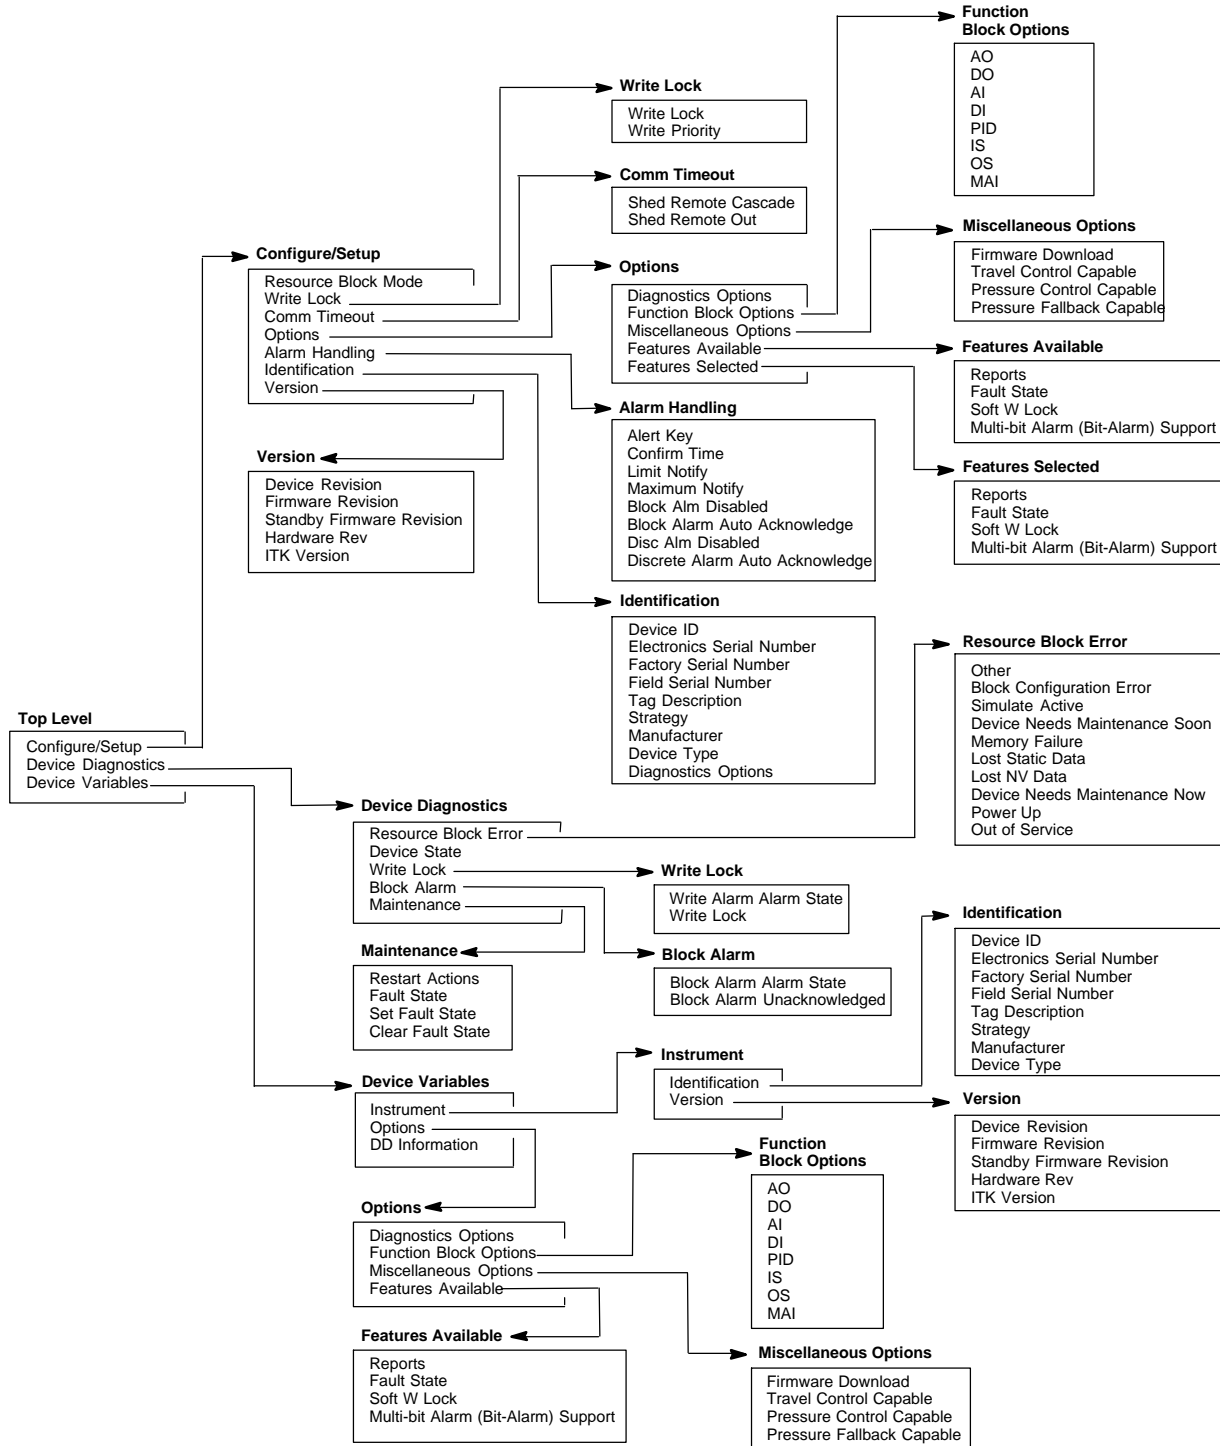 Function
Block Options
AO
DO
AI
DI
PID
IS
OS
MAI
Write Lock
Write Lock
Write Priority
Comm Timeout
Shed Remote Cascade
Shed Remote Out
Miscellaneous Options
Firmware Download
Travel Control Capable
Pressure Control Capable
Pressure Fallback Capable
Configure/Setup
Resource Block Mode
Write Lock
Comm Timeout
Options
Alarm Handling
Identification
Version
Options
Diagnostics Options
Function Block Options
Miscellaneous Options
Features Available
Features Selected
Features Available
Reports
Fault State
Soft W Lock
Multi-bit Alarm (Bit-Alarm) Support
Alarm Handling
Alert Key
Confirm Time
Limit Notify
Maximum Notify
Block Alm Disabled
Block Alarm Auto Acknowledge
Disc Alm Disabled
Discrete Alarm Auto Acknowledge
Version
Device Revision
Firmware Revision
Standby Firmware Revision
Hardware Rev
ITK Version
Features Selected
Reports
Fault State
Soft W Lock
Multi-bit Alarm (Bit-Alarm) Support
Identification
Device ID
Electronics Serial Number
Factory Serial Number
Field Serial Number
Tag Description
Strategy
Manufacturer
Device Type
Diagnostics Options
Resource Block Error
Other
Block Configuration Error
Simulate Active
Device Needs Maintenance Soon
Memory Failure
Lost Static Data
Lost NV Data
Device Needs Maintenance Now
Power Up
Out of Service
Top Level
Configure/Setup
Device Diagnostics
Device Variables
Device Diagnostics
Resource Block Error
Device State
Write Lock
Block Alarm
Maintenance
Write Lock
Write Alarm Alarm State
Write Lock
Maintenance
Restart Actions
Fault State
Set Fault State
Clear Fault State
Block Alarm
Block Alarm Alarm State
Block Alarm Unacknowledged
Identification
Device ID
Electronics Serial Number
Factory Serial Number
Field Serial Number
Tag Description
Strategy
Manufacturer
Device Type
Device Variables
Instrument
Options
DD Information
Instrument
Identification
Version
Version
Device Revision
Firmware Revision
Standby Firmware Revision
Hardware Rev
ITK Version
Options
Diagnostics Options
Function Block Options
Miscellaneous Options
Features Available
Function
Block Options
AO
DO
AI
DI
PID
IS
OS
MAI
Features Available
Reports
Fault State
Soft W Lock
Multi-bit Alarm (Bit-Alarm) Support
Miscellaneous Options
Firmware Download
Travel Control Capable
Pressure Control Capable
Pressure Fallback Capable